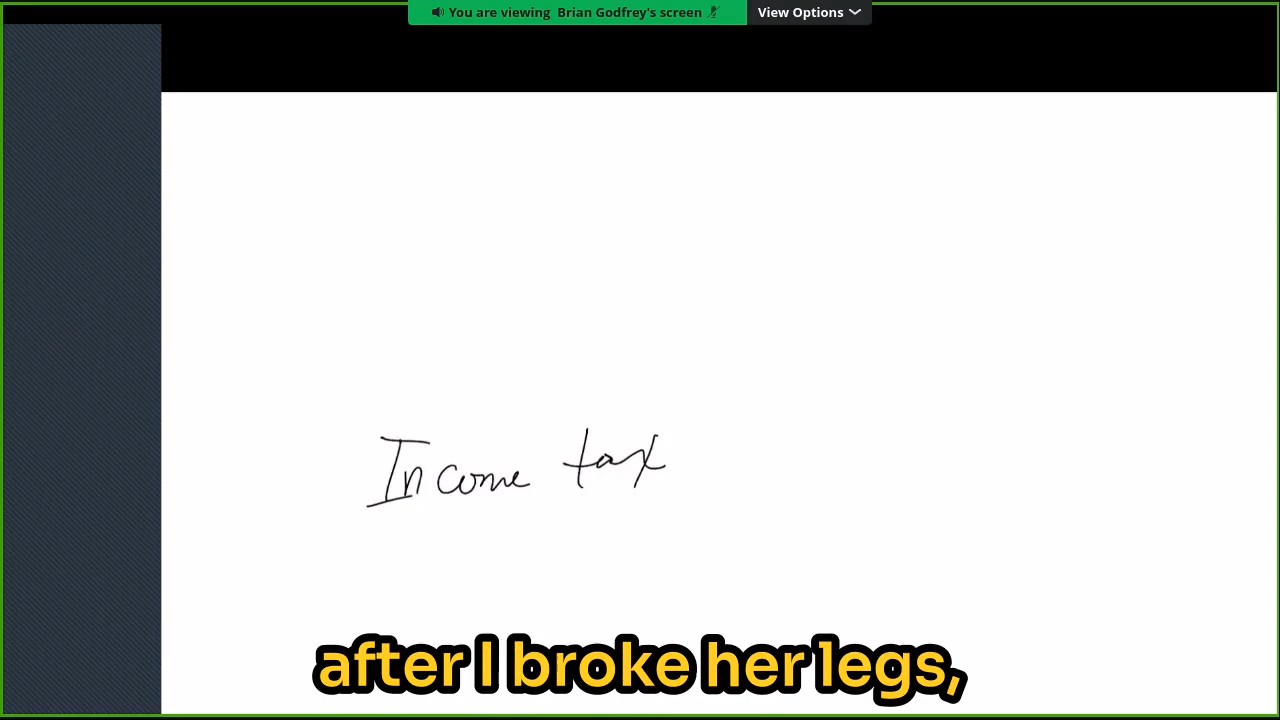 You are viewing Brian Godfrey's screen View Options
Income tax
after I broke her legs,